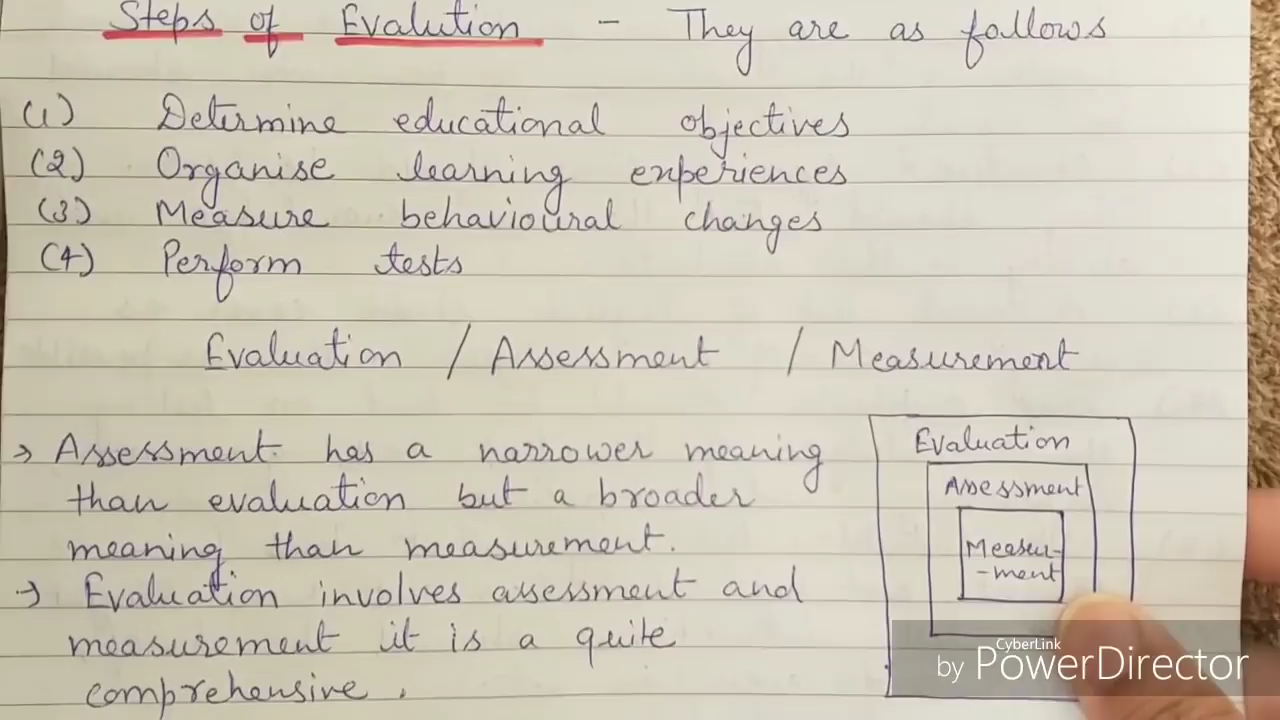 Steps of Evalution - They are as follows
(1) Determine educational objectives
(2) Organise learning experiences
(3) Measure behavioural changes
(4) Perform tests
Evaluation / Assessment / Measurement
→ Assessment has a narrower meaning
than evaluation but a broader
meaning than measurement.
→ Evaluation involves assessment and
measurement it is a quite
comprehensive.
Evaluation
Assessment
Measur-
-ment
CyberLink
by PowerDirector